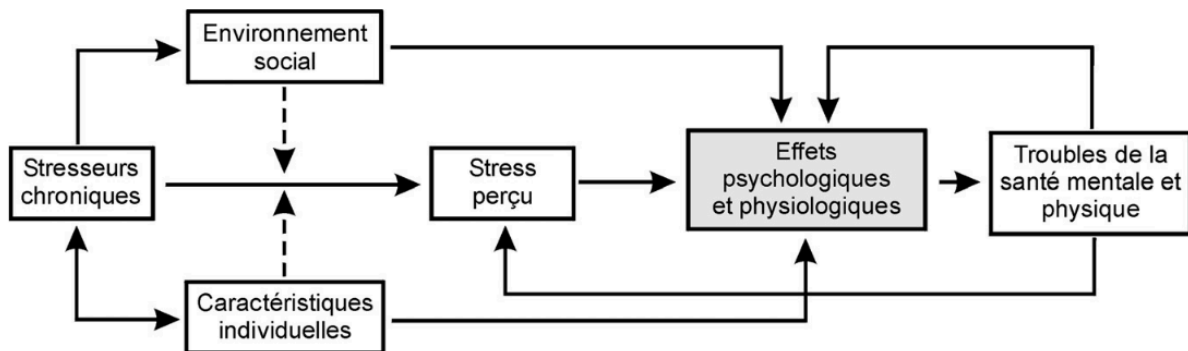 Environnement
social
Stresseurs
chroniques
Stress
perçu
Effets
psychologiques
et physiologiques
Troubles de la
santé mentale et
physique
Caractéristiques
individuelles